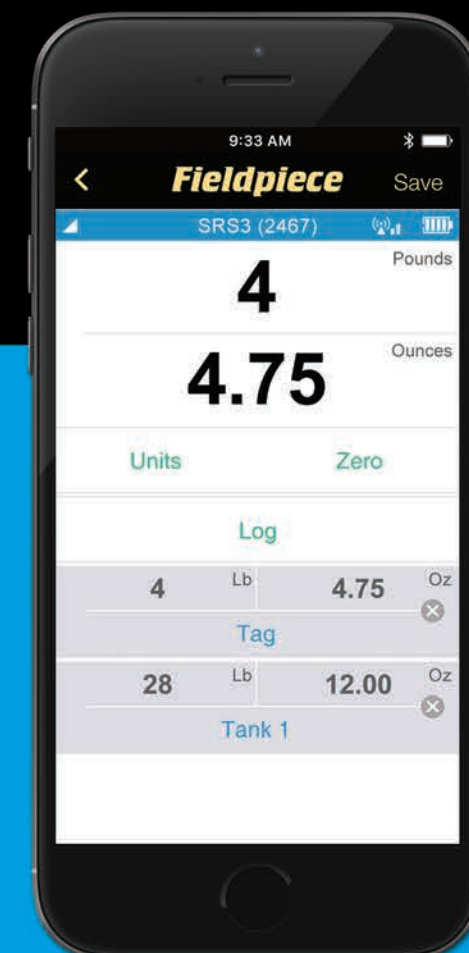 9:33 AM
Fieldpiece Save
SRS3 (2467)
4 Pounds
4.75 Ounces
Units Zero
Log
4 Lb 4.75 Oz
Tag
28 Lb 12.00 Oz
Tank 1